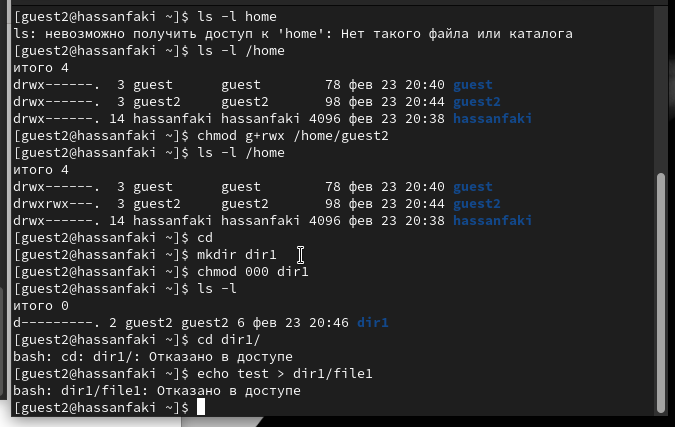 [guest2@hassanfaki ~]$ ls -l home
ls: невозможно получить доступ к 'home': Нет такого файла или каталога
[guest2@hassanfaki ~]$ ls -l /home
итого 4
drwx------.  3 guest      guest        78 фев 23 20:40 guest
drwx------.  3 guest2     guest2       98 фев 23 20:44 guest2
drwx------. 14 hassanfaki hassanfaki 4096 фев 23 20:38 hassanfaki
[guest2@hassanfaki ~]$ chmod g+rwx /home/guest2
[guest2@hassanfaki ~]$ ls -l /home
итого 4
drwx------.  3 guest      guest        78 фев 23 20:40 guest
drwxrwx---.  3 guest2     guest2       98 фев 23 20:44 guest2
drwx------. 14 hassanfaki hassanfaki 4096 фев 23 20:38 hassanfaki
[guest2@hassanfaki ~]$ cd
[guest2@hassanfaki ~]$ mkdir dir1
[guest2@hassanfaki ~]$ chmod 000 dir1
[guest2@hassanfaki ~]$ ls -l
итого 0
d---------. 2 guest2 guest2 6 фев 23 20:46 dir1
[guest2@hassanfaki ~]$ cd dir1/
bash: cd: dir1/: Отказано в доступе
[guest2@hassanfaki ~]$ echo test > dir1/file1
bash: dir1/file1: Отказано в доступе
[guest2@hassanfaki ~]$